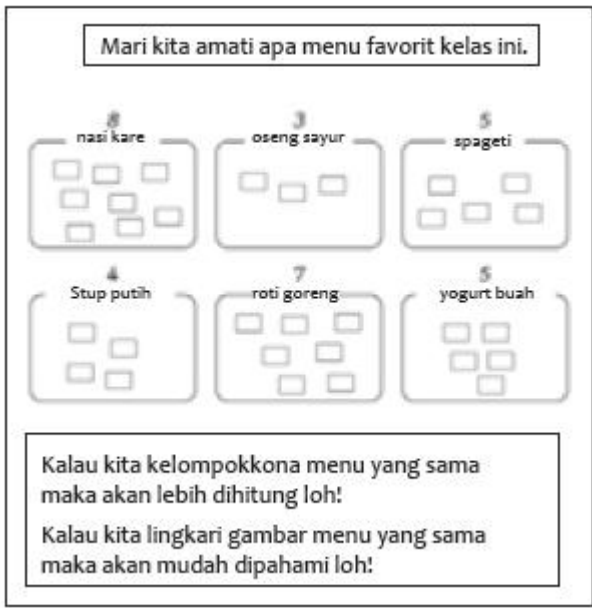 Mari kita amati apa menu favorit kelas ini.
8 3 5
nasi kare oseng sayur spageti
4 7 5
Stup putih roti goreng yogurt buah
Kalau kita kelompokkona menu yang sama
maka akan lebih dihitung loh!
Kalau kita lingkari gambar menu yang sama
maka akan mudah dipahami loh!